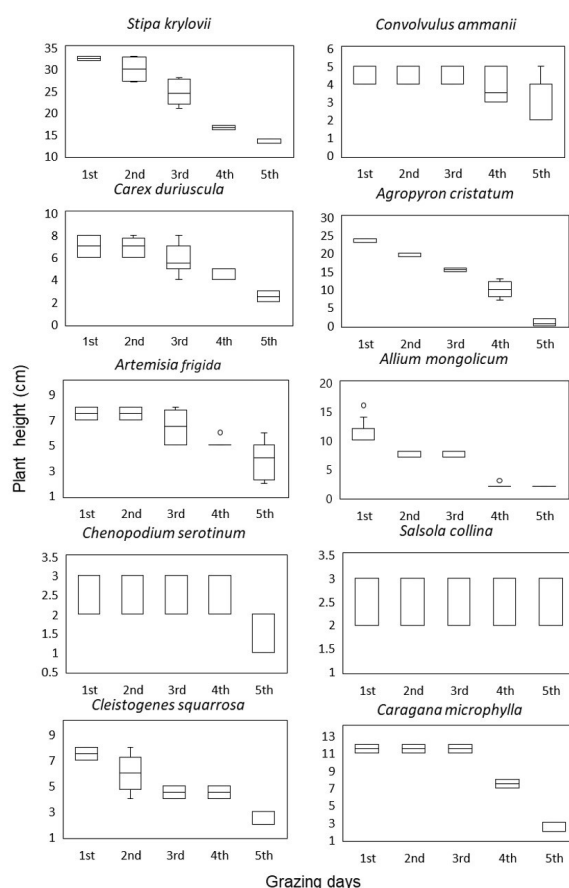 Stipa krylovii
35
30
25
20
15
10
1st 2nd 3rd 4th 5th
Convolvulus ammanii
6
5
4
3
2
1
0
1st 2nd 3rd 4th 5th
Carex duriuscula
10
8
6
4
2
0
1st 2nd 3rd 4th 5th
Agropyron cristatum
30
25
20
15
10
5
0
1st 2nd 3rd 4th 5th
Artemisia frigida
9
7
5
3
1
1st 2nd 3rd 4th 5th
Allium mongolicum
20
15
10
5
0
1st 2nd 3rd 4th 5th
Chenopodium serotinum
3.5
3
2.5
2
1.5
1
0.5
1st 2nd 3rd 4th 5th
Salsola collina
3.5
3
2.5
2
1.5
1
1st 2nd 3rd 4th 5th
Cleistogenes squarrosa
9
7
5
3
1
1st 2nd 3rd 4th 5th
Caragana microphylla
13
11
9
7
5
3
1
1st 2nd 3rd 4th 5th
Plant height (cm)
Grazing days